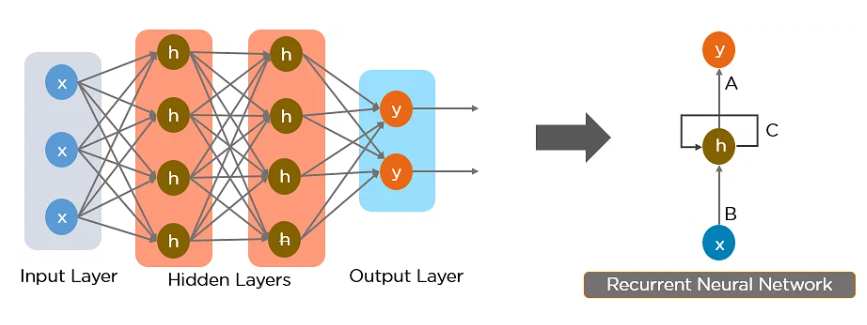 x
x
x
h
h
h
h
h
h
h
h
y
y
Input Layer
Hidden Layers
Output Layer
y
A
h
C
B
x
Recurrent Neural Network